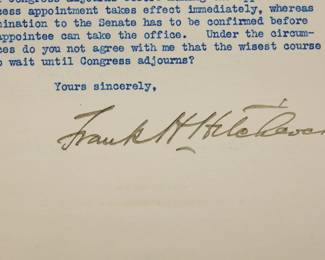 ess appointment takes effect immediately, whereas
mination to the Senate has to be confirmed before
appointee can take the office. Under the circum-
ces do you not agree with me that the wisest course
o wait until Congress adjourns?
Yours sincerely,
Frank H Hitchcock